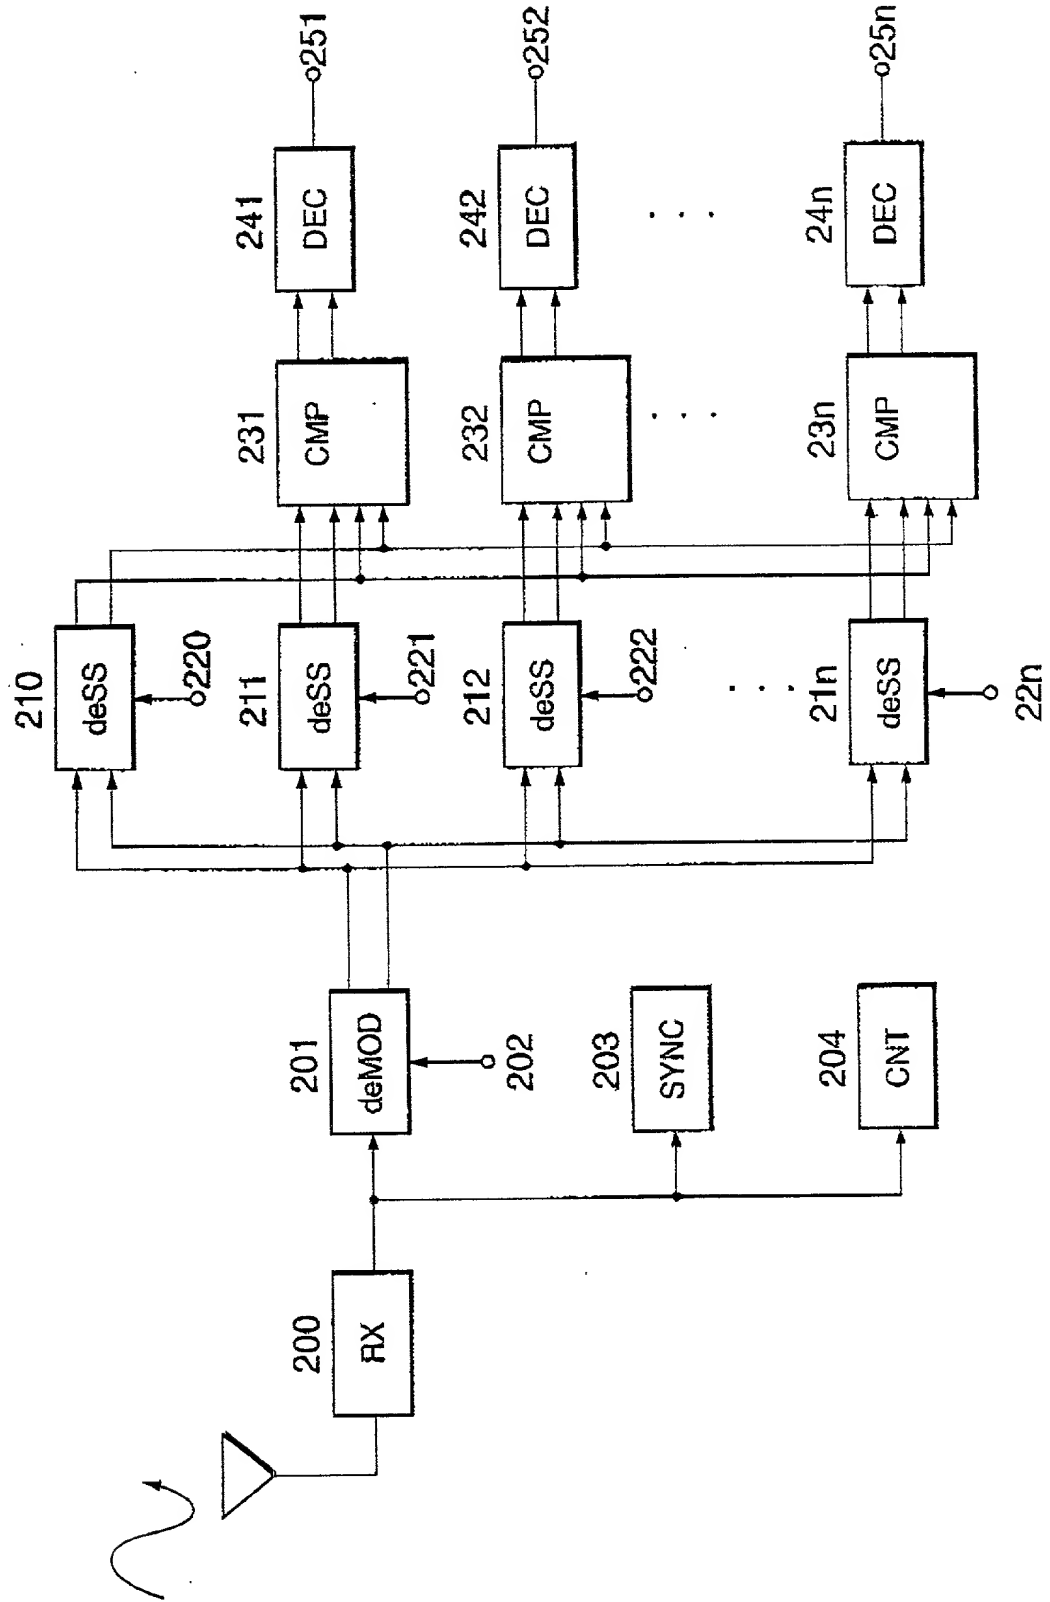 200
RX
201
deMOD
202
203
SYNC
204
CNT
210
deSS
220
211
deSS
221
212
deSS
222
. . .
21n
deSS
22n
231
CMP
232
CMP
. . .
23n
CMP
241
DEC
242
DEC
. . .
24n
DEC
251
252
25n